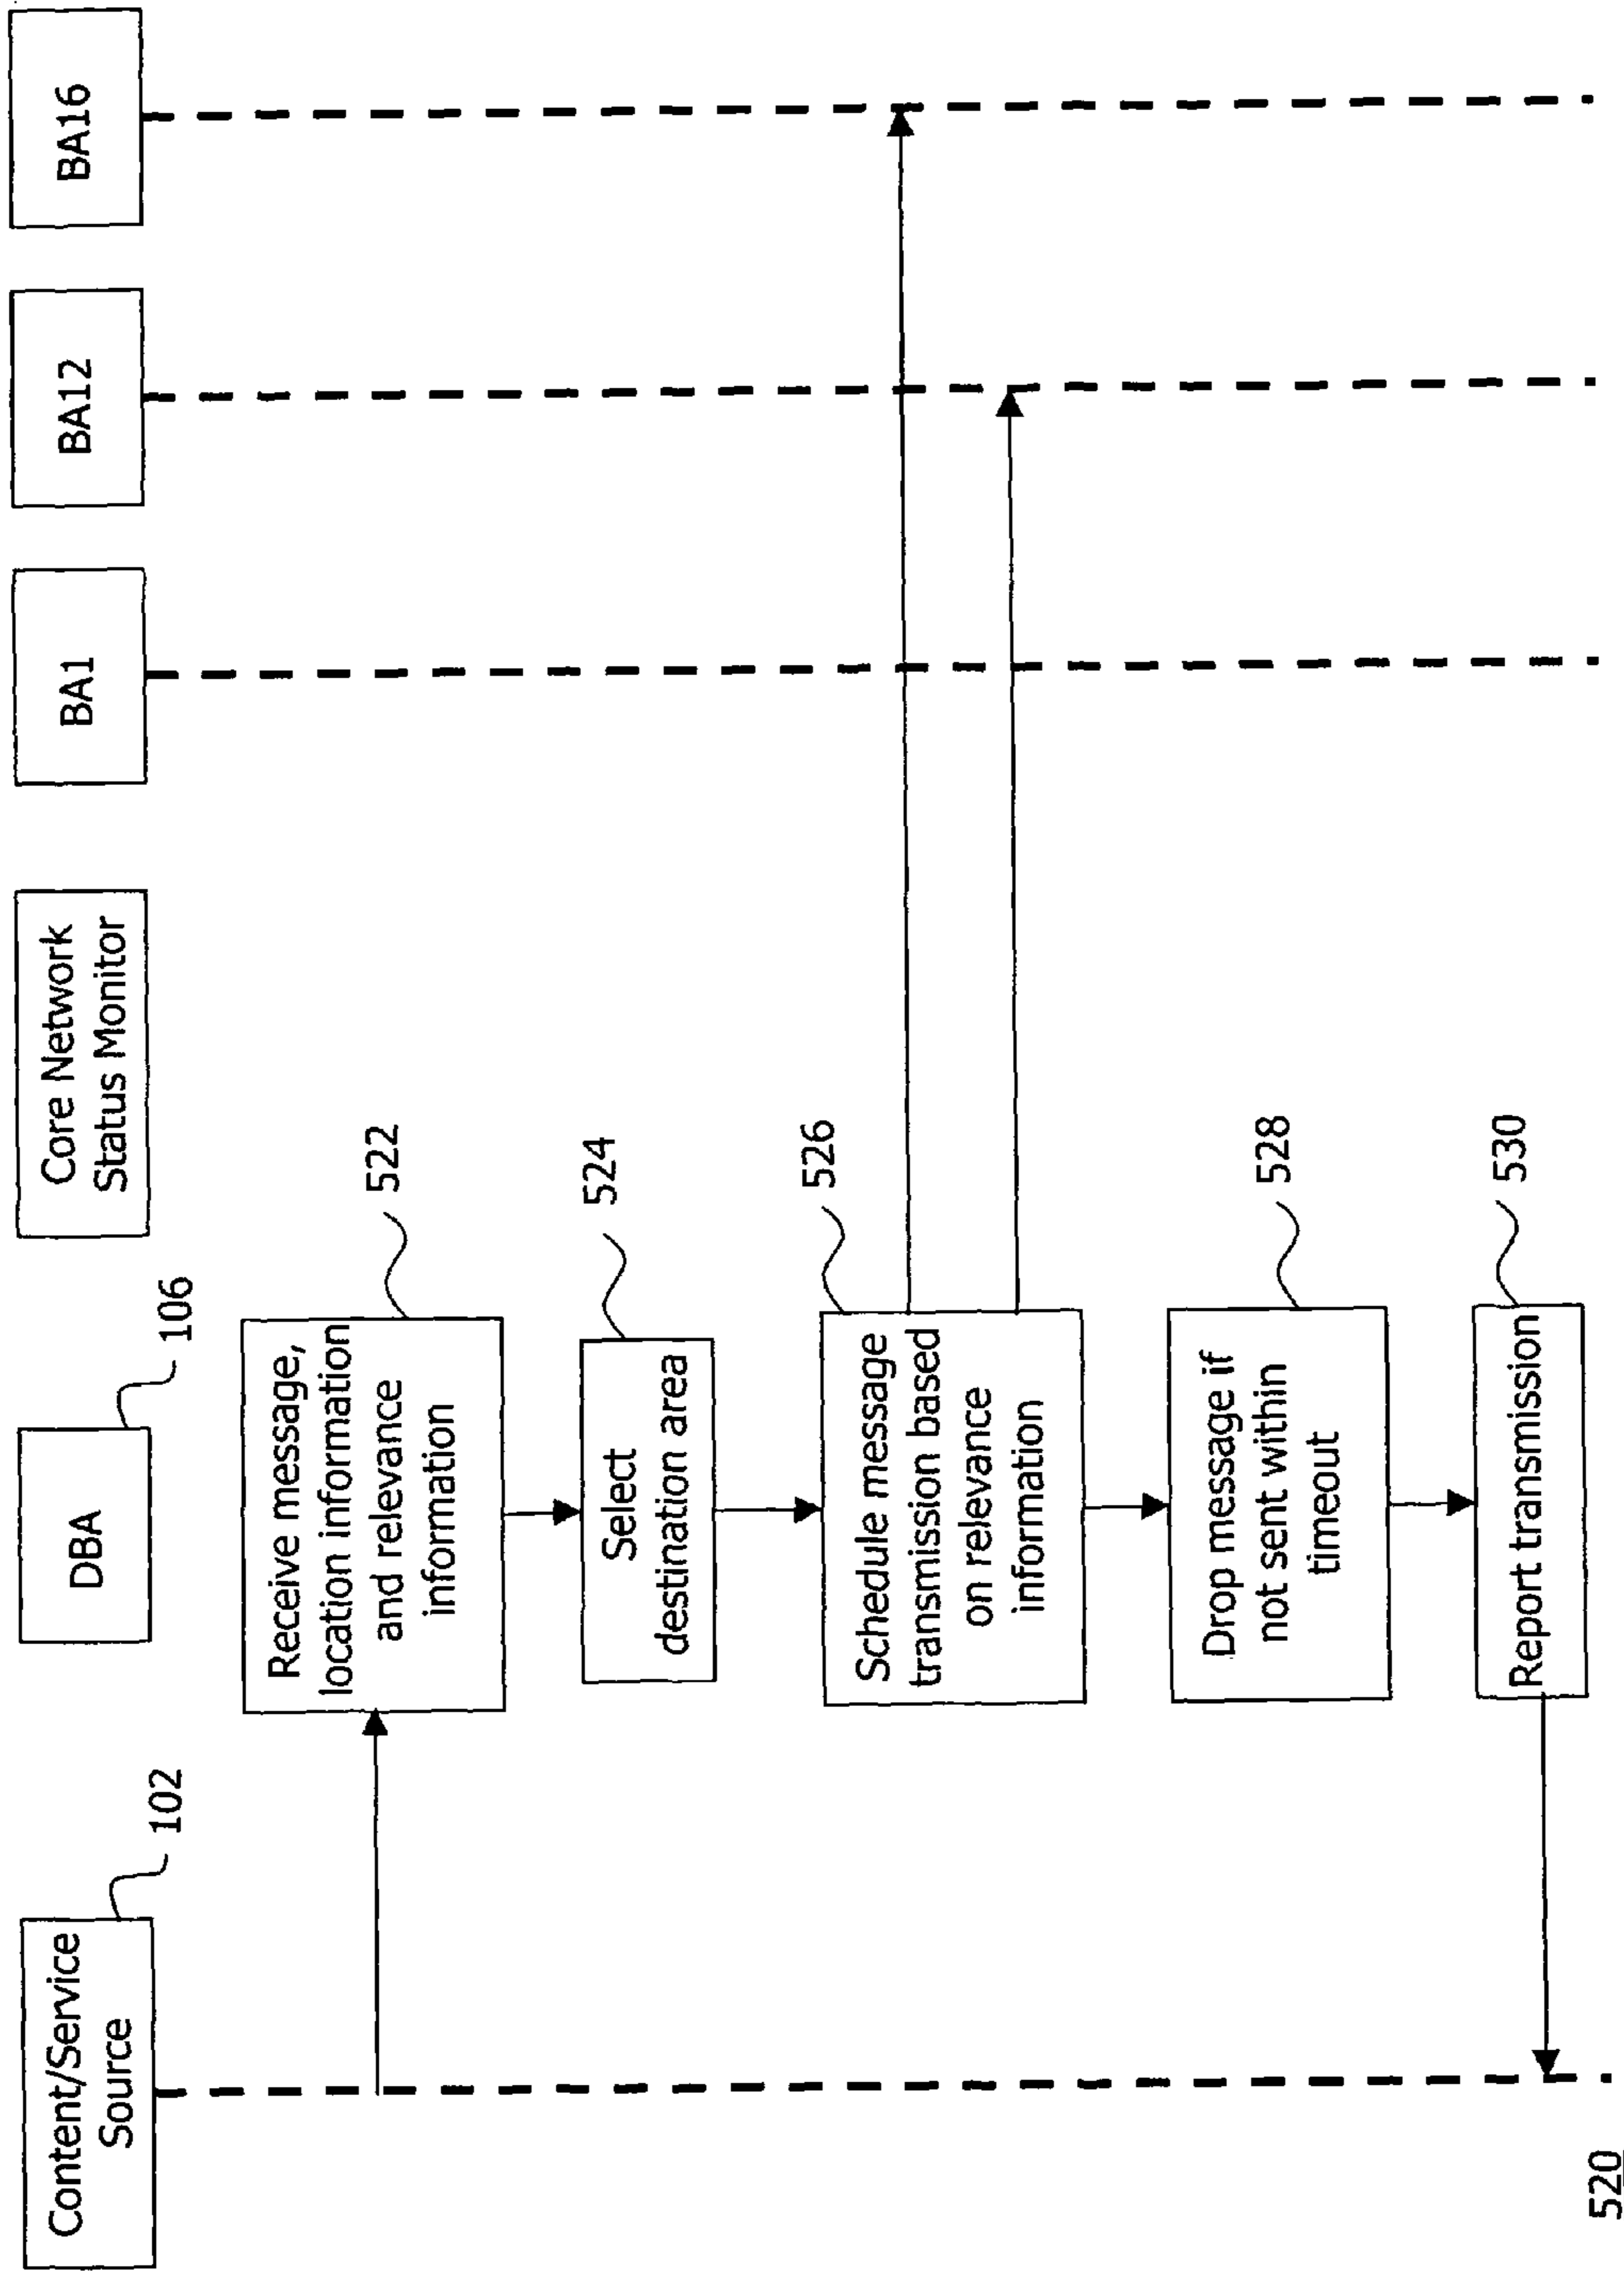 Content/Service
Source
102
DBA
106
Core Network
Status Monitor
BA1
BA12
BA16
Receive message,
location information
and relevance
information
522
Select
destination area
524
Schedule message
transmission based
on relevance
information
526
Drop message if
not sent within
timeout
528
Report transmission
530
520